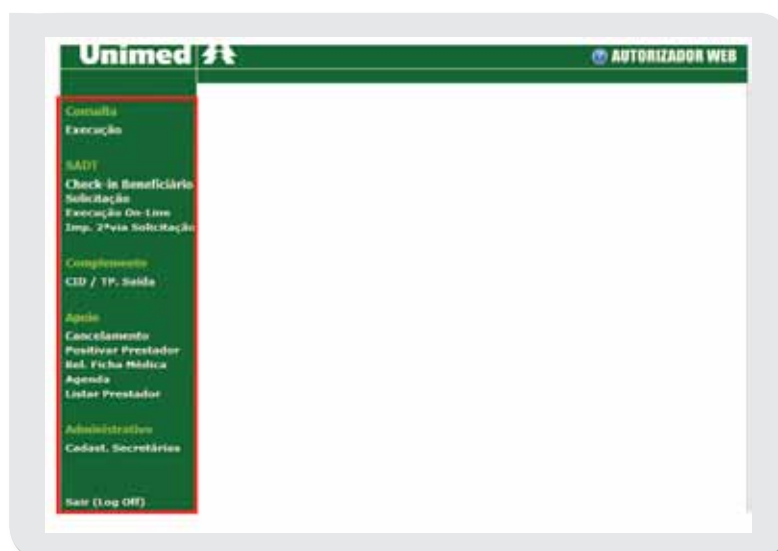 Unimed
AUTORIZADOR WEB
Consulta
Execução
SADT
Check-in Beneficiário
Solicitação
Execução On-Line
Imp. 2ªvia Solicitação
Complemento
CID / TP. Saída
Apoio
Cancelamento
Positivar Prestador
Rel. Ficha Médica
Agenda
Listar Prestador
Administrativo
Cadast. Secretárias
Sair (Log Off)